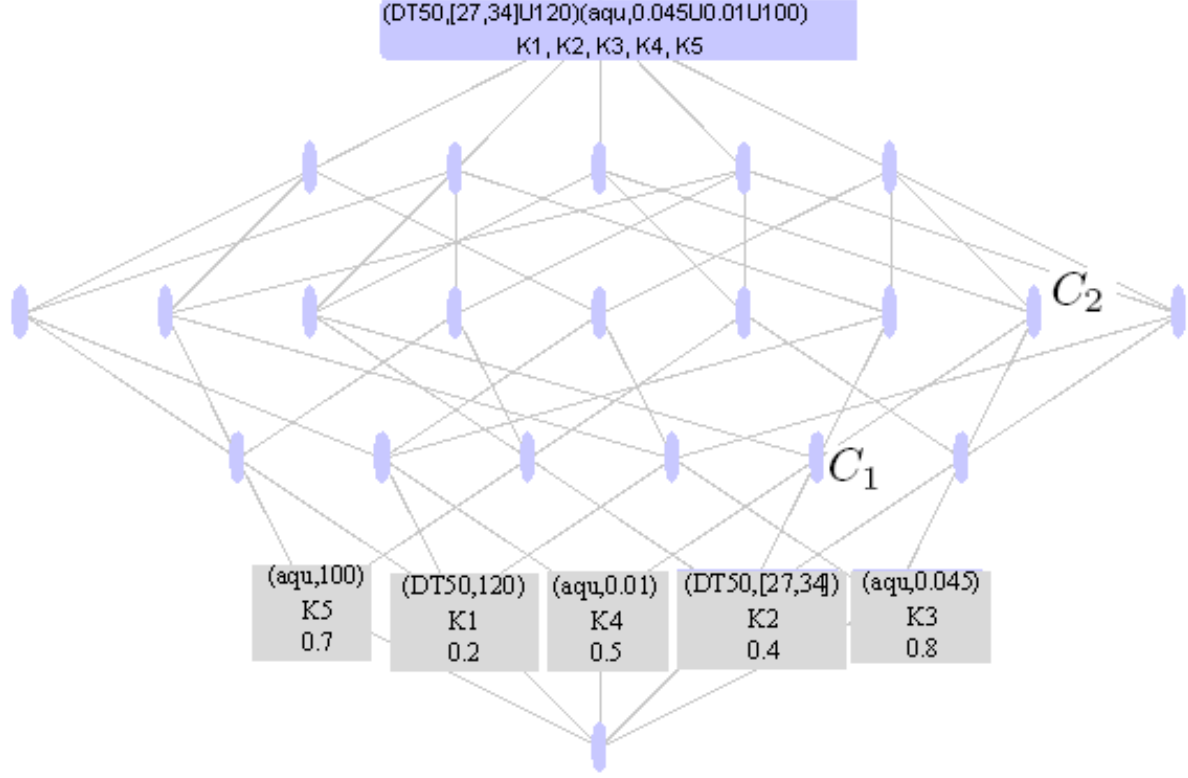 (DT50,[27,34]U120)(aqu,0.045U0.01U100)
K1, K2, K3, K4, K5
C2
C1
(aqu,100)
K5
0.7
(DT50,120)
K1
0.2
(aqu,0.01)
K4
0.5
(DT50,[27,34])
K2
0.4
(aqu,0.045)
K3
0.8